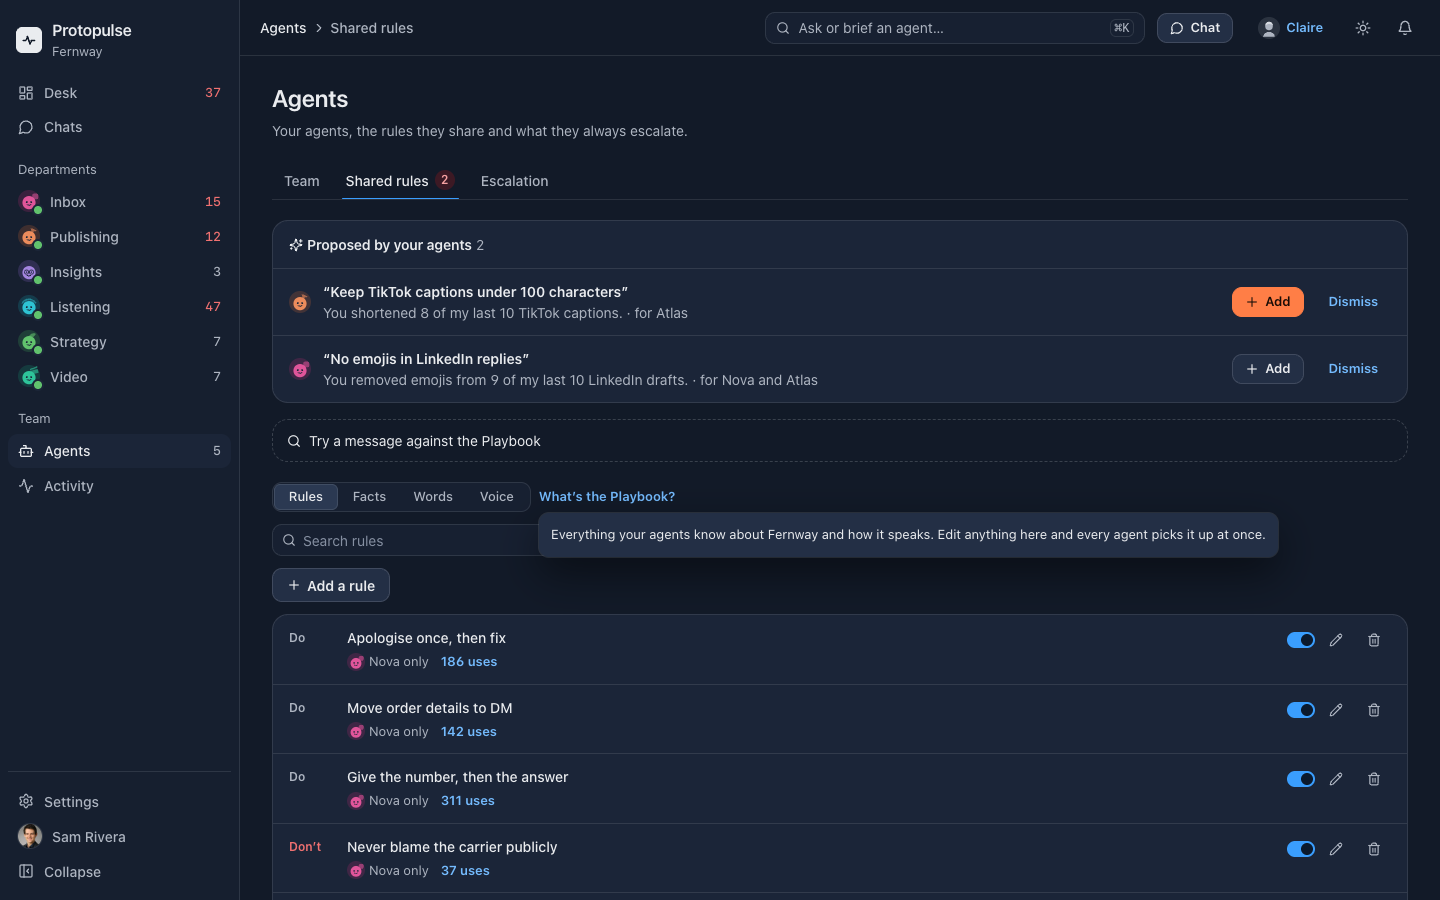 Protopulse
Fernway
Desk 37
Chats
Departments
Inbox 15
Publishing 12
Insights 3
Listening 47
Strategy 7
Video 7
Team
Agents 5
Activity
Settings
Sam Rivera
Collapse
Agents > Shared rules
Ask or brief an agent… ⌘K
Chat
Claire
Agents
Your agents, the rules they share and what they always escalate.
Team Shared rules 2 Escalation
Proposed by your agents 2
“Keep TikTok captions under 100 characters”
You shortened 8 of my last 10 TikTok captions. · for Atlas
+ Add Dismiss
“No emojis in LinkedIn replies”
You removed emojis from 9 of my last 10 LinkedIn drafts. · for Nova and Atlas
+ Add Dismiss
Try a message against the Playbook
Rules Facts Words Voice What’s the Playbook?
Everything your agents know about Fernway and how it speaks. Edit anything here and every agent picks it up at once.
Search rules
+ Add a rule
Do Apologise once, then fix
Nova only 186 uses
Do Move order details to DM
Nova only 142 uses
Do Give the number, then the answer
Nova only 311 uses
Don’t Never blame the carrier publicly
Nova only 37 uses